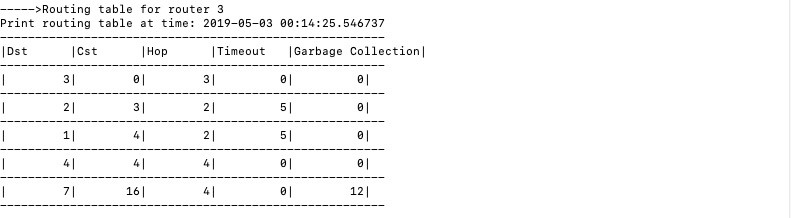 ----->Routing table for router 3
Print routing table at time: 2019-05-03 00:14:25.546737
-------------------------------------------------------
|Dst      |Cst      |Hop      |Timeout   |Garbage Collection|
-------------------------------------------------------
|        3|        0|        3|         0|         0|
-------------------------------------------------------
|        2|        3|        2|         5|         0|
-------------------------------------------------------
|        1|        4|        2|         5|         0|
-------------------------------------------------------
|        4|        4|        4|         0|         0|
-------------------------------------------------------
|        7|       16|        4|         0|        12|
-------------------------------------------------------